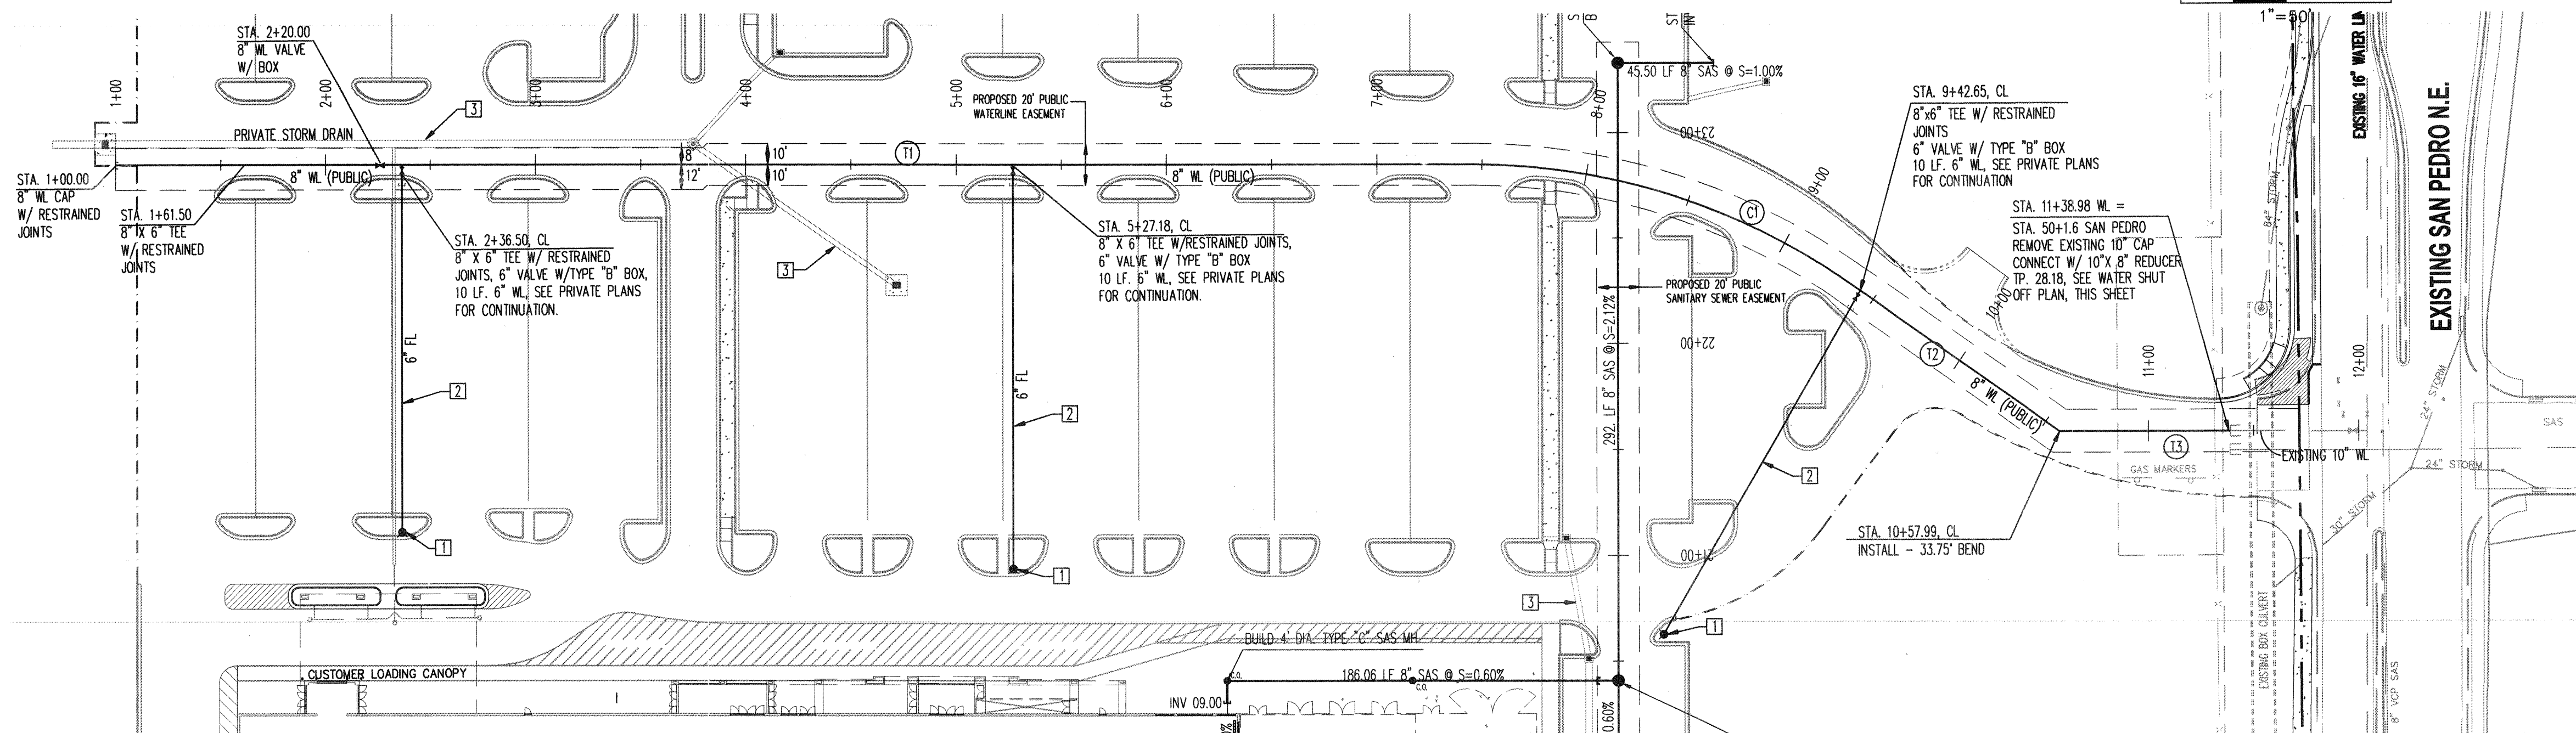 1"=50'
STA. 2+20.00
8" WL VALVE
W/ BOX
1+00
2+00
3+00
4+00
5+00
6+00
7+00
8+00
9+00
10+00
11+00
12+00
3
PRIVATE STORM DRAIN
PROPOSED 20' PUBLIC
WATERLINE EASEMENT
T1
8'
10'
12'
10'
8" WL (PUBLIC)
8" WL (PUBLIC)
STA. 1+00.00
8" WL CAP
W/ RESTRAINED
JOINTS
STA. 1+61.50
8" X 6" TEE
W/ RESTRAINED
JOINTS
STA. 2+36.50, CL
8" X 6" TEE W/ RESTRAINED
JOINTS, 6" VALVE W/TYPE "B" BOX,
10 LF. 6" WL, SEE PRIVATE PLANS
FOR CONTINUATION.
3
STA. 5+27.18, CL
8" X 6" TEE W/RESTRAINED JOINTS,
6" VALVE W/ TYPE "B" BOX
10 LF. 6" WL, SEE PRIVATE PLANS
FOR CONTINUATION.
45.50 LF 8" SAS @ S=1.00%
23+00
22+00
21+00
C1
STA. 9+42.65, CL
8"x6" TEE W/ RESTRAINED
JOINTS
6" VALVE W/ TYPE "B" BOX
10 LF. 6" WL, SEE PRIVATE PLANS
FOR CONTINUATION
STA. 11+38.98 WL =
STA. 50+1.6 SAN PEDRO
REMOVE EXISTING 10" CAP
CONNECT W/ 10"X 8" REDUCER
TP. 28.18, SEE WATER SHUT
OFF PLAN, THIS SHEET
PROPOSED 20' PUBLIC
SANITARY SEWER EASEMENT
292. LF 8" SAS @ S=2.12%
6" FL
2
6" FL
2
2
1
1
1
3
T2
8" WL (PUBLIC)
T3
GAS MARKERS
EXISTING 10" WL
STA. 10+57.99, CL
INSTALL - 33.75° BEND
84" STORM
EXISTING 16" WATER LIN
EXISTING SAN PEDRO N.E.
24" STORM
24" STORM
30" STORM
SAS
EXISTING BOX CULVERT
8" VCP SAS
BUILD 4' DIA. TYPE "C" SAS MH.
CUSTOMER LOADING CANOPY
C.O.
186.06 LF 8" SAS @ S=0.60%
C.O.
INV 09.00
0.60%